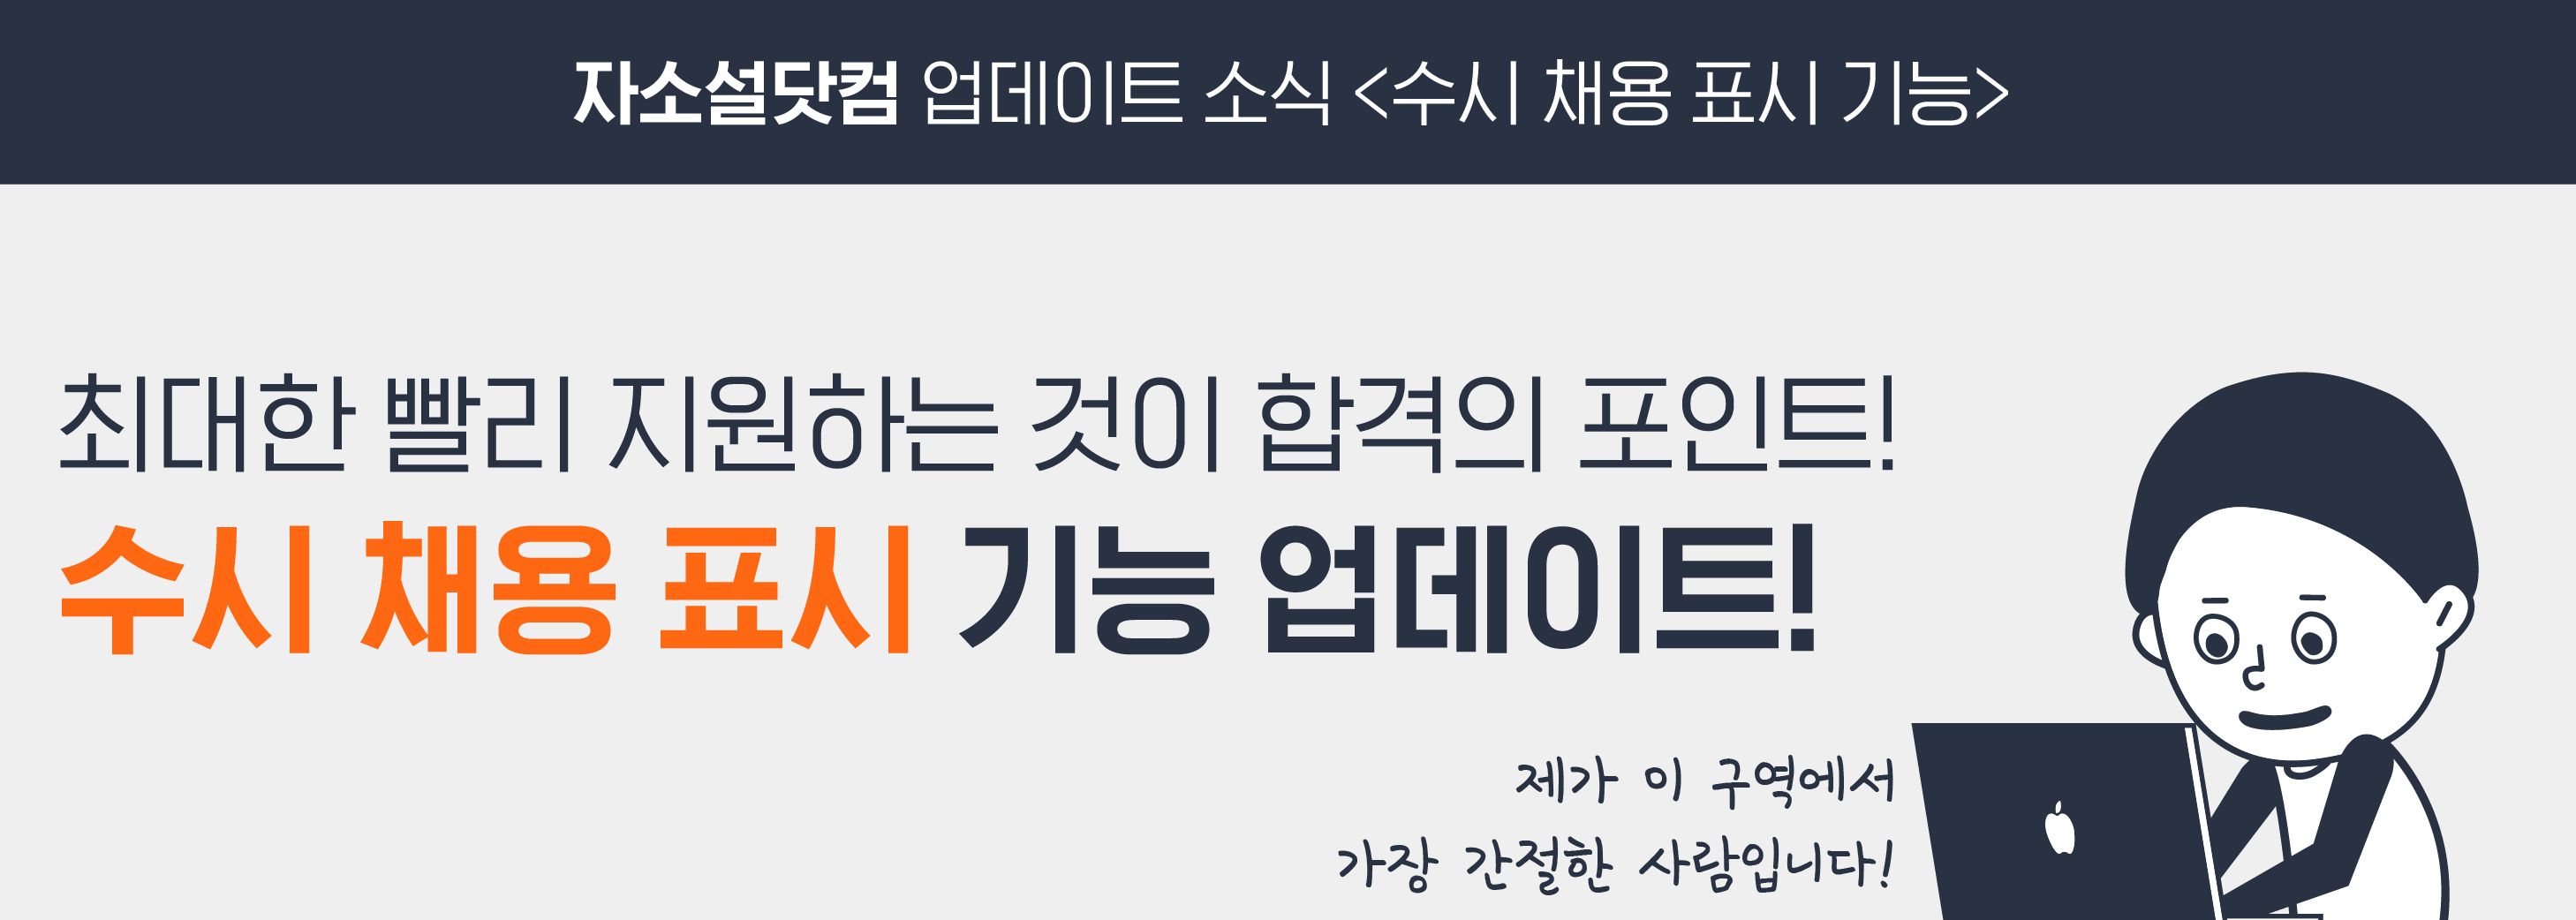 자소설닷컴 업데이트 소식 <수시 채용 표시 기능>
최대한 빨리 지원하는 것이 합격의 포인트!
수시 채용 표시 기능 업데이트!
제가 이 구역에서
가장 간절한 사람입니다!